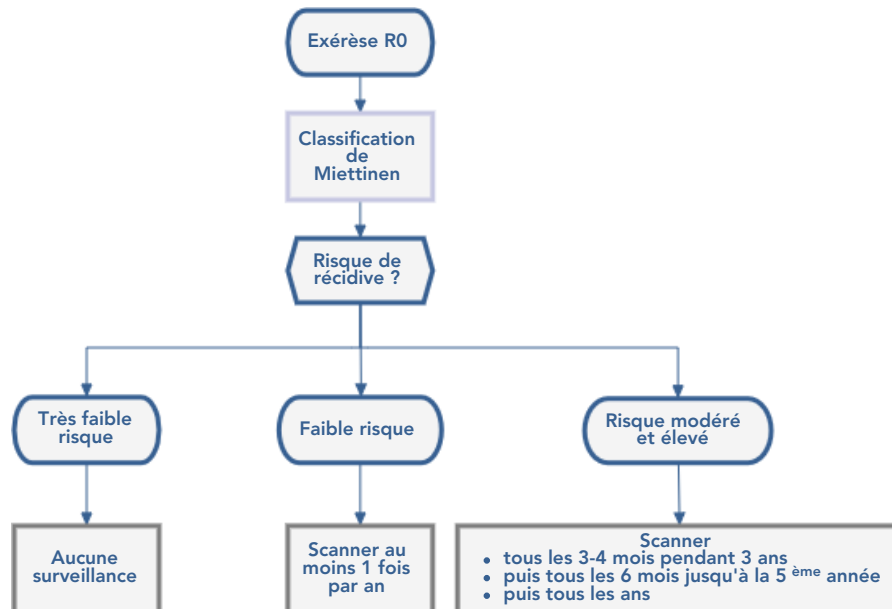 Exérèse R0
Classification
de
Miettinen
Risque de
récidive ?
Très faible
risque
Faible risque
Risque modéré
et élevé
Aucune
surveillance
Scanner au
moins 1 fois
par an
Scanner
• tous les 3-4 mois pendant 3 ans
• puis tous les 6 mois jusqu'à la 5 ème année
• puis tous les ans